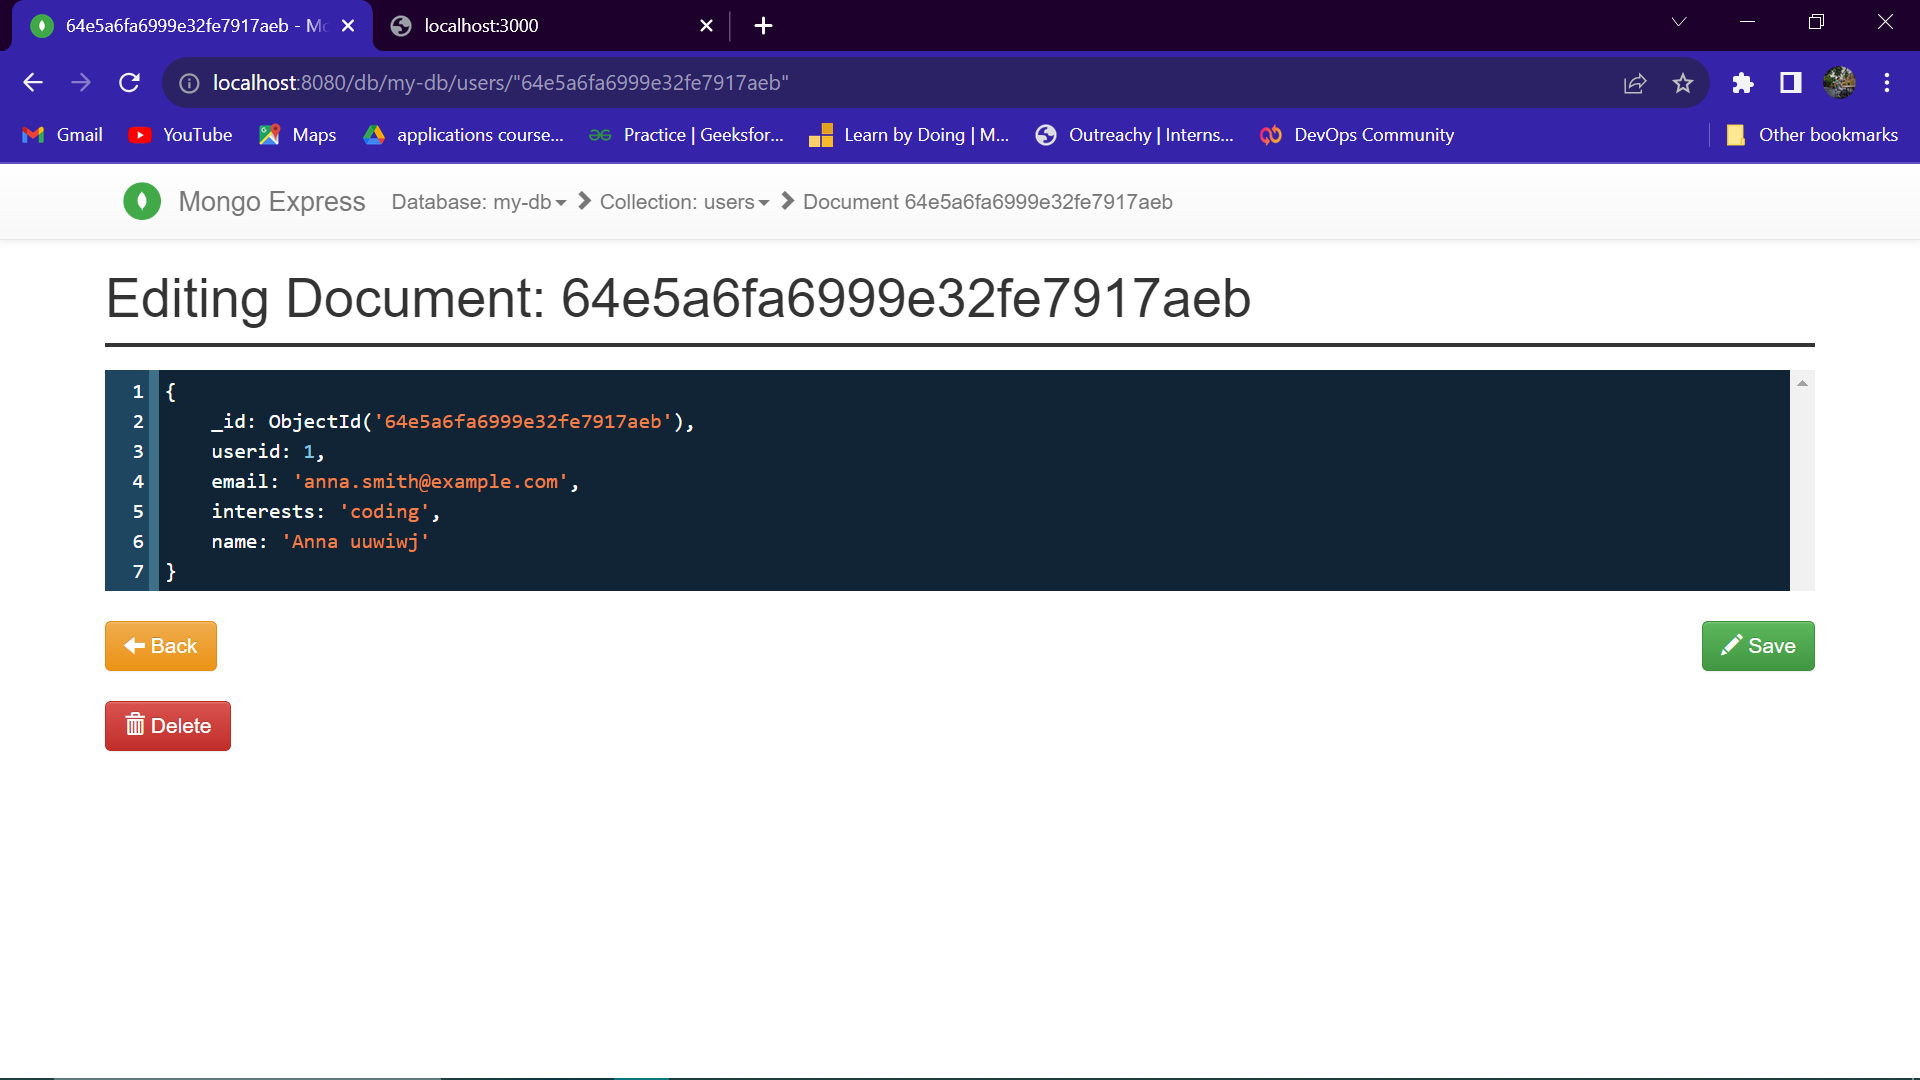 64e5a6fa6999e32fe7917aeb - Mo
localhost:3000
localhost:8080/db/my-db/users/"64e5a6fa6999e32fe7917aeb"
Gmail YouTube Maps applications course... Practice | Geeksfor... Learn by Doing | M... Outreachy | Interns... DevOps Community Other bookmarks
Mongo Express Database: my-db Collection: users Document 64e5a6fa6999e32fe7917aeb
Editing Document: 64e5a6fa6999e32fe7917aeb
1 {
2 _id: ObjectId('64e5a6fa6999e32fe7917aeb'),
3 userid: 1,
4 email: 'anna.smith@example.com',
5 interests: 'coding',
6 name: 'Anna uuwiwj'
7 }
Back
Save
Delete